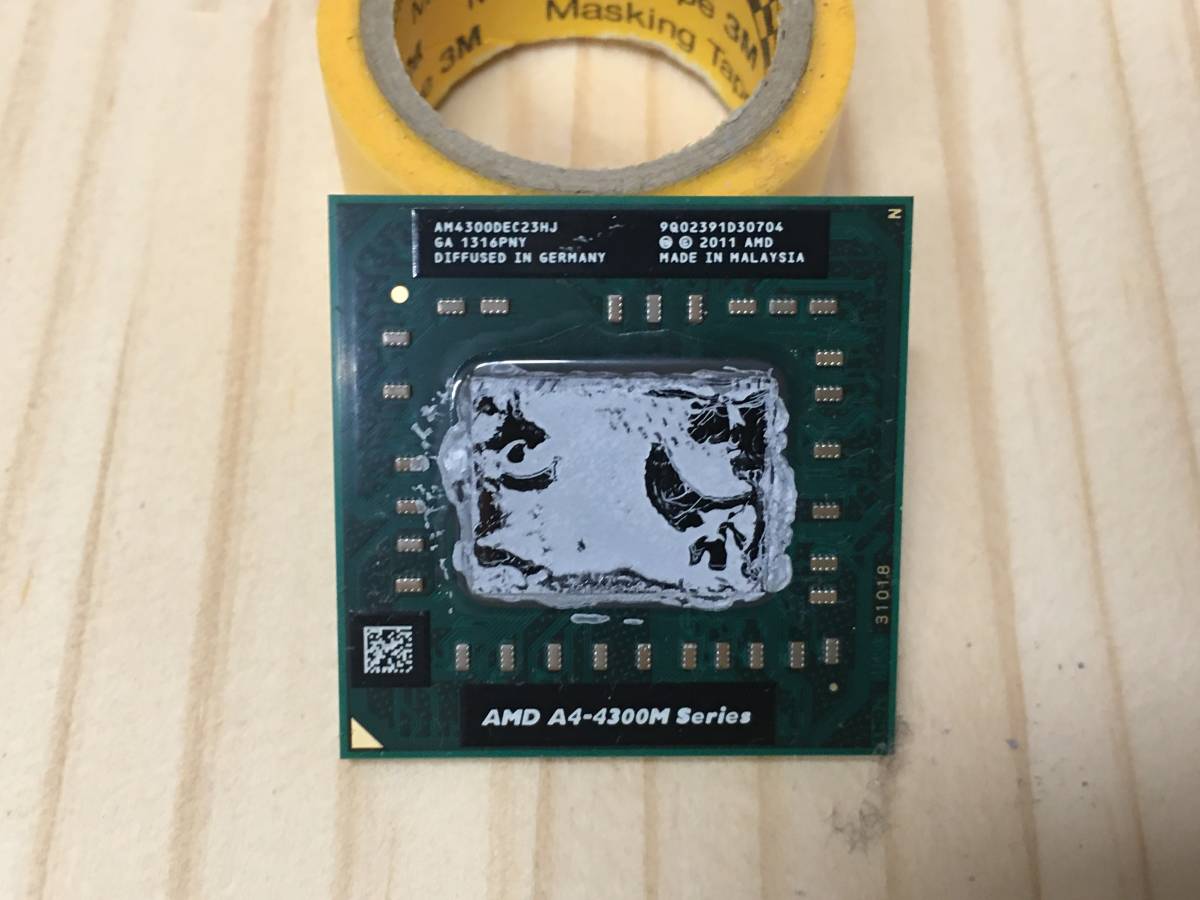 Masking Tape 3M
3M
AM4300DEC23HJ
GA 1316PNY
DIFFUSED IN GERMANY
9Q02391D30704
Ⓜ © 2011 AMD
MADE IN MALAYSIA
N
31018
AMD A4-4300M Series